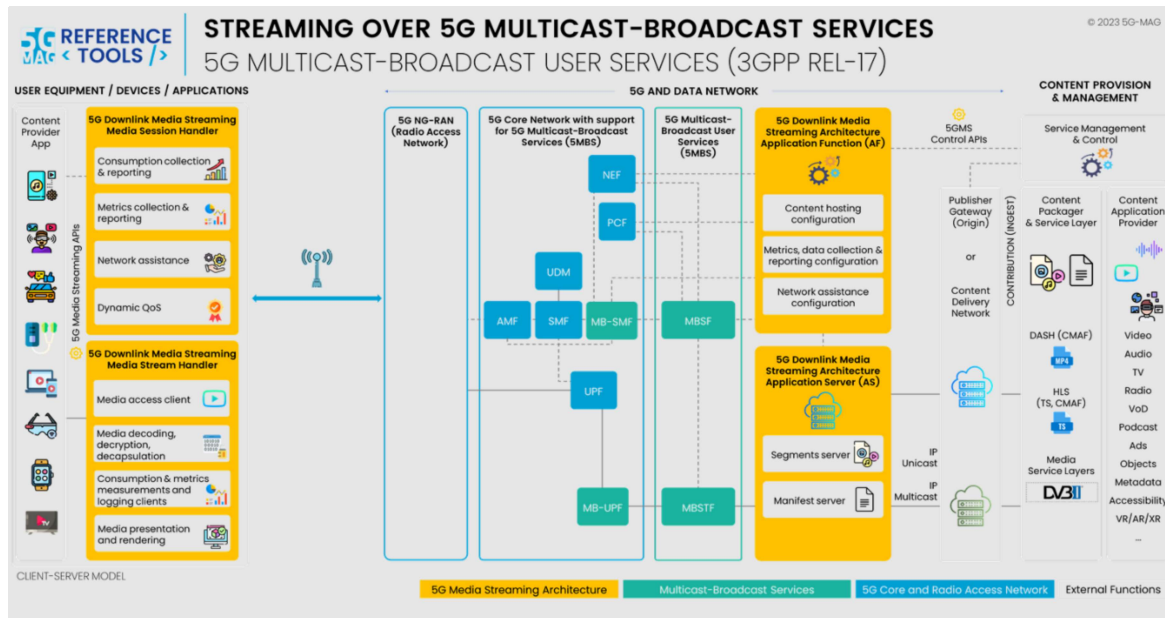 5G REFERENCE
MAG < TOOLS />
STREAMING OVER 5G MULTICAST-BROADCAST SERVICES
5G MULTICAST-BROADCAST USER SERVICES (3GPP REL-17)
© 2023 5G-MAG
USER EQUIPMENT / DEVICES / APPLICATIONS
5G AND DATA NETWORK
CONTENT PROVISION
& MANAGEMENT
Content
Provider
App
5G Media Streaming APIs
5G Downlink Media Streaming
Media Session Handler
Consumption collection
& reporting
Metrics collection &
reporting
Network assistance
Dynamic QoS
5G Downlink Media Streaming
Media Stream Handler
Media access client
Media decoding,
decryption,
decapsulation
Consumption & metrics
measurements and
logging clients
Media presentation
and rendering
TV
5G NG-RAN
(Radio Access
Network)
5G Core Network with support
for 5G Multicast-Broadcast
Services (5MBS)
NEF
PCF
UDM
AMF
SMF
MB-SMF
UPF
MB-UPF
5G Multicast-
Broadcast User
Services
(5MBS)
MBSF
MBSTF
5G Downlink Media
Streaming Architecture
Application Function (AF)
Content hosting
configuration
Metrics, data collection &
reporting configuration
Network assistance
configuration
5G Downlink Media
Streaming Architecture
Application Server (AS)
Segments server
Manifest server
5GMS
Control APIs
Publisher
Gateway
(Origin)
or
Content
Delivery
Network
IP
Unicast
IP
Multicast
CONTRIBUTION (INGEST)
Service Management
& Control
Content
Packager
& Service Layer
DASH (CMAF)
MP4
HLS
(TS, CMAF)
TS
Media
Service Layers
DVB
Content
Application
Provider
Video
Audio
TV
Radio
VoD
Podcast
Ads
Objects
Metadata
Accessibility
VR/AR/XR
...
CLIENT-SERVER MODEL
5G Media Streaming Architecture
Multicast-Broadcast Services
5G Core and Radio Access Network
External Functions